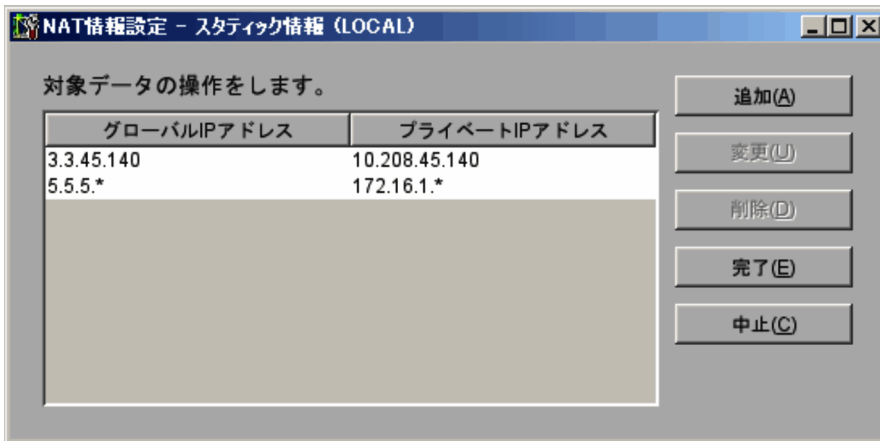 NAT情報設定 - スタティック情報 (LOCAL)
対象データの操作をします。
グローバルIPアドレス プライベートIPアドレス
3.3.45.140 10.208.45.140
5.5.5.* 172.16.1.*
追加(A)
変更(U)
削除(D)
完了(E)
中止(C)